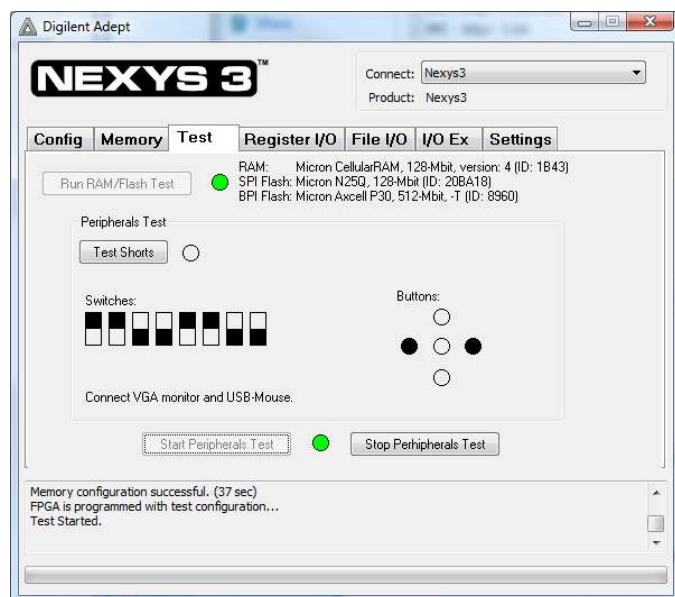 Digilent Adept
NEXYS 3™
Connect: Nexys3
Product: Nexys3
Config Memory Test Register I/O File I/O I/O Ex Settings
Run RAM/Flash Test
RAM: Micron CellularRAM, 128-Mbit, version: 4 (ID: 1B43)
SPI Flash: Micron N25Q, 128-Mbit (ID: 20BA18)
BPI Flash: Micron Axcell P30, 512-Mbit, -T (ID: 8960)
Peripherals Test
Test Shorts
Switches:
Buttons:
Connect VGA monitor and USB-Mouse.
Start Peripherals Test
Stop Perhipherals Test
Memory configuration successful. (37 sec)
FPGA is programmed with test configuration...
Test Started.